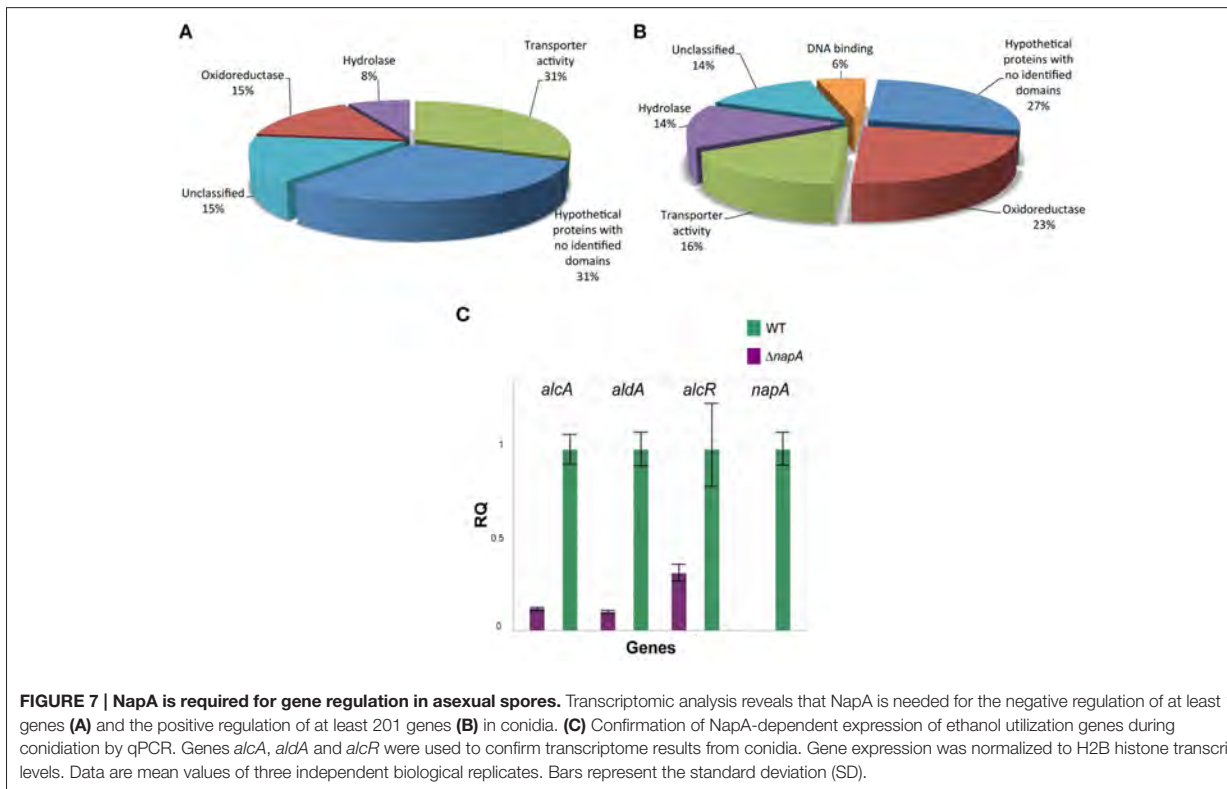 A
Transporter
activity
31%
Hydrolase
8%
Oxidoreductase
15%
Unclassified
15%
Hypothetical
proteins with
no identified
domains
31%
B
DNA binding
6%
Hypothetical
proteins with
no identified
domains
27%
Unclassified
14%
Hydrolase
14%
Transporter
activity
16%
Oxidoreductase
23%
C
WT
ΔnapA
alcA aldA alcR napA
1
0.5
0
RQ
Genes
FIGURE 7 | NapA is required for gene regulation in asexual spores. Transcriptomic analysis reveals that NapA is needed for the negative regulation of at least
genes (A) and the positive regulation of at least 201 genes (B) in conidia. (C) Confirmation of NapA-dependent expression of ethanol utilization genes during
conidiation by qPCR. Genes alcA, aldA and alcR were used to confirm transcriptome results from conidia. Gene expression was normalized to H2B histone transcri
levels. Data are mean values of three independent biological replicates. Bars represent the standard deviation (SD).